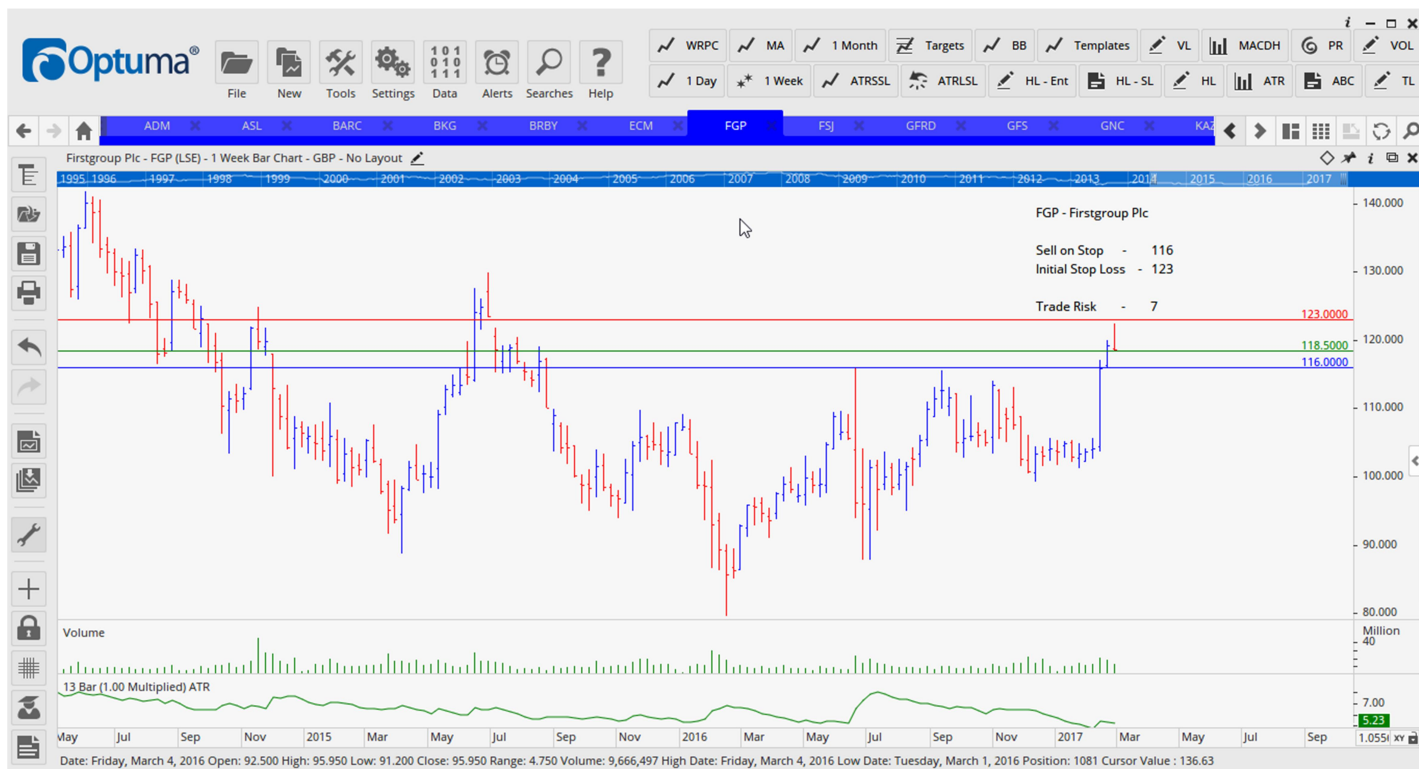 Optuma®
File New Tools Settings Data Alerts Searches Help
WRPC MA 1 Month Targets BB Templates VL MACDH PR VOL
1 Day 1 Week ATRSSL ATRLSL HL - Ent HL - SL HL ATR ABC TL
ADM ASL BARC BKG BRBY ECM FGP FSJ GFRD GFS GNC KAZ
Firstgroup Plc - FGP (LSE) - 1 Week Bar Chart - GBP - No Layout
1995 1996 1997 1998 1999 2000 2001 2002 2003 2004 2005 2006 2007 2008 2009 2010 2011 2012 2013 2014 2015 2016 2017
140.000
FGP - Firstgroup Plc
Sell on Stop - 116
Initial Stop Loss - 123
130.000
Trade Risk - 7
123.0000
120.000
118.5000
116.0000
110.000
100.000
90.000
80.000
Volume
Million
40
13 Bar (1.00 Multiplied) ATR
7.00
5.23
May Jul Sep Nov 2015 Mar May Jul Sep Nov 2016 Mar May Jul Sep Nov 2017 Mar May Jul Sep XY
Date: Friday, March 4, 2016 Open: 92.500 High: 95.950 Low: 91.200 Close: 95.950 Range: 4.750 Volume: 9,666,497 High Date: Friday, March 4, 2016 Low Date: Tuesday, March 1, 2016 Position: 1081 Cursor Value : 136.63